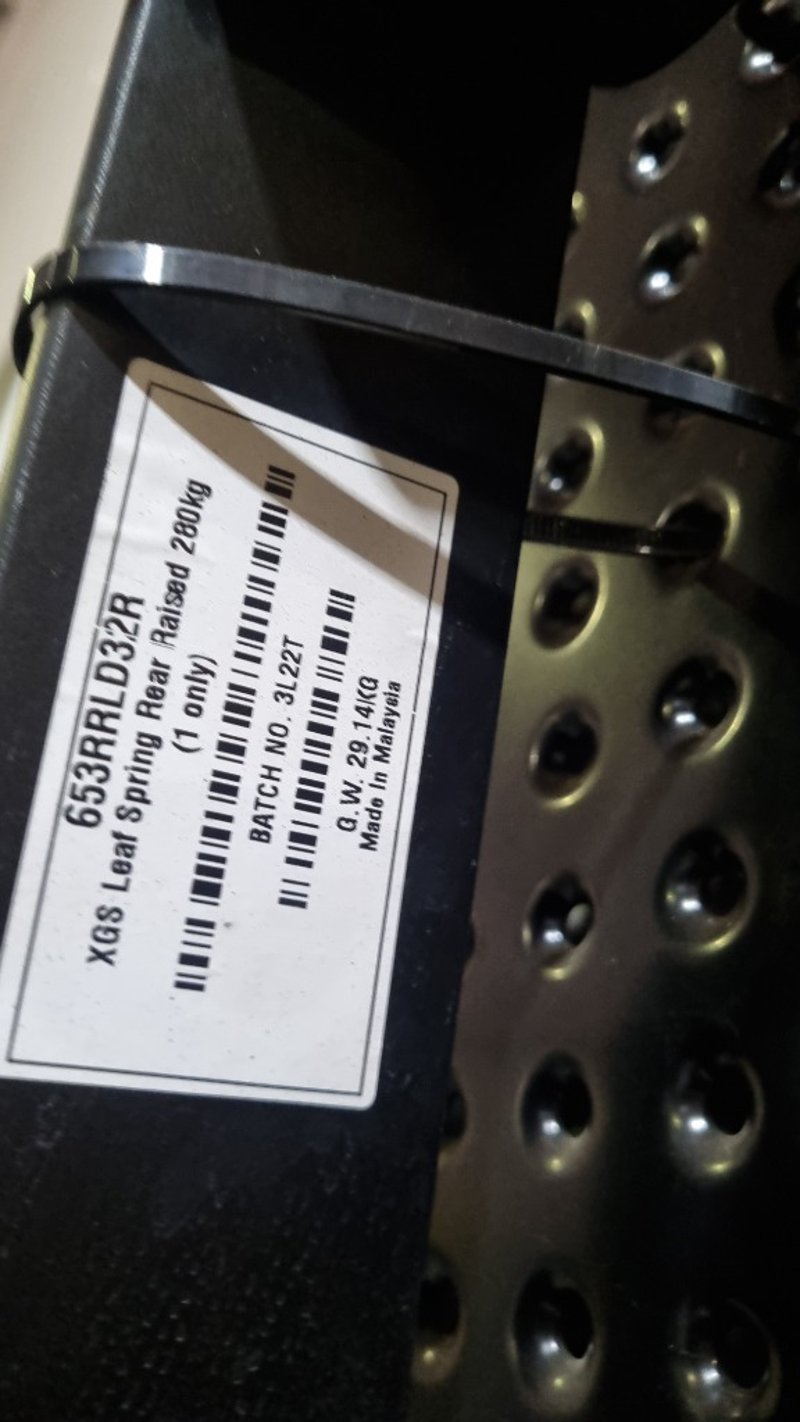 653RRLD32R
XGS Leaf Spring Rear Raised 280kg
(1 only)
BATCH NO. 3L22T
G.W. 29.14KG
Made In Malaysia